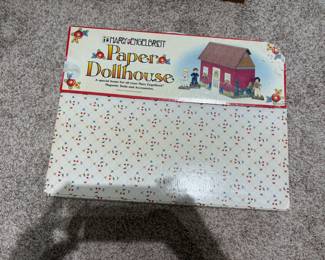 MARY ENGELBREIT
Paper
Dollhouse
A special home for all your Mary Engelbreit
Magnetic Dolls and Accessories